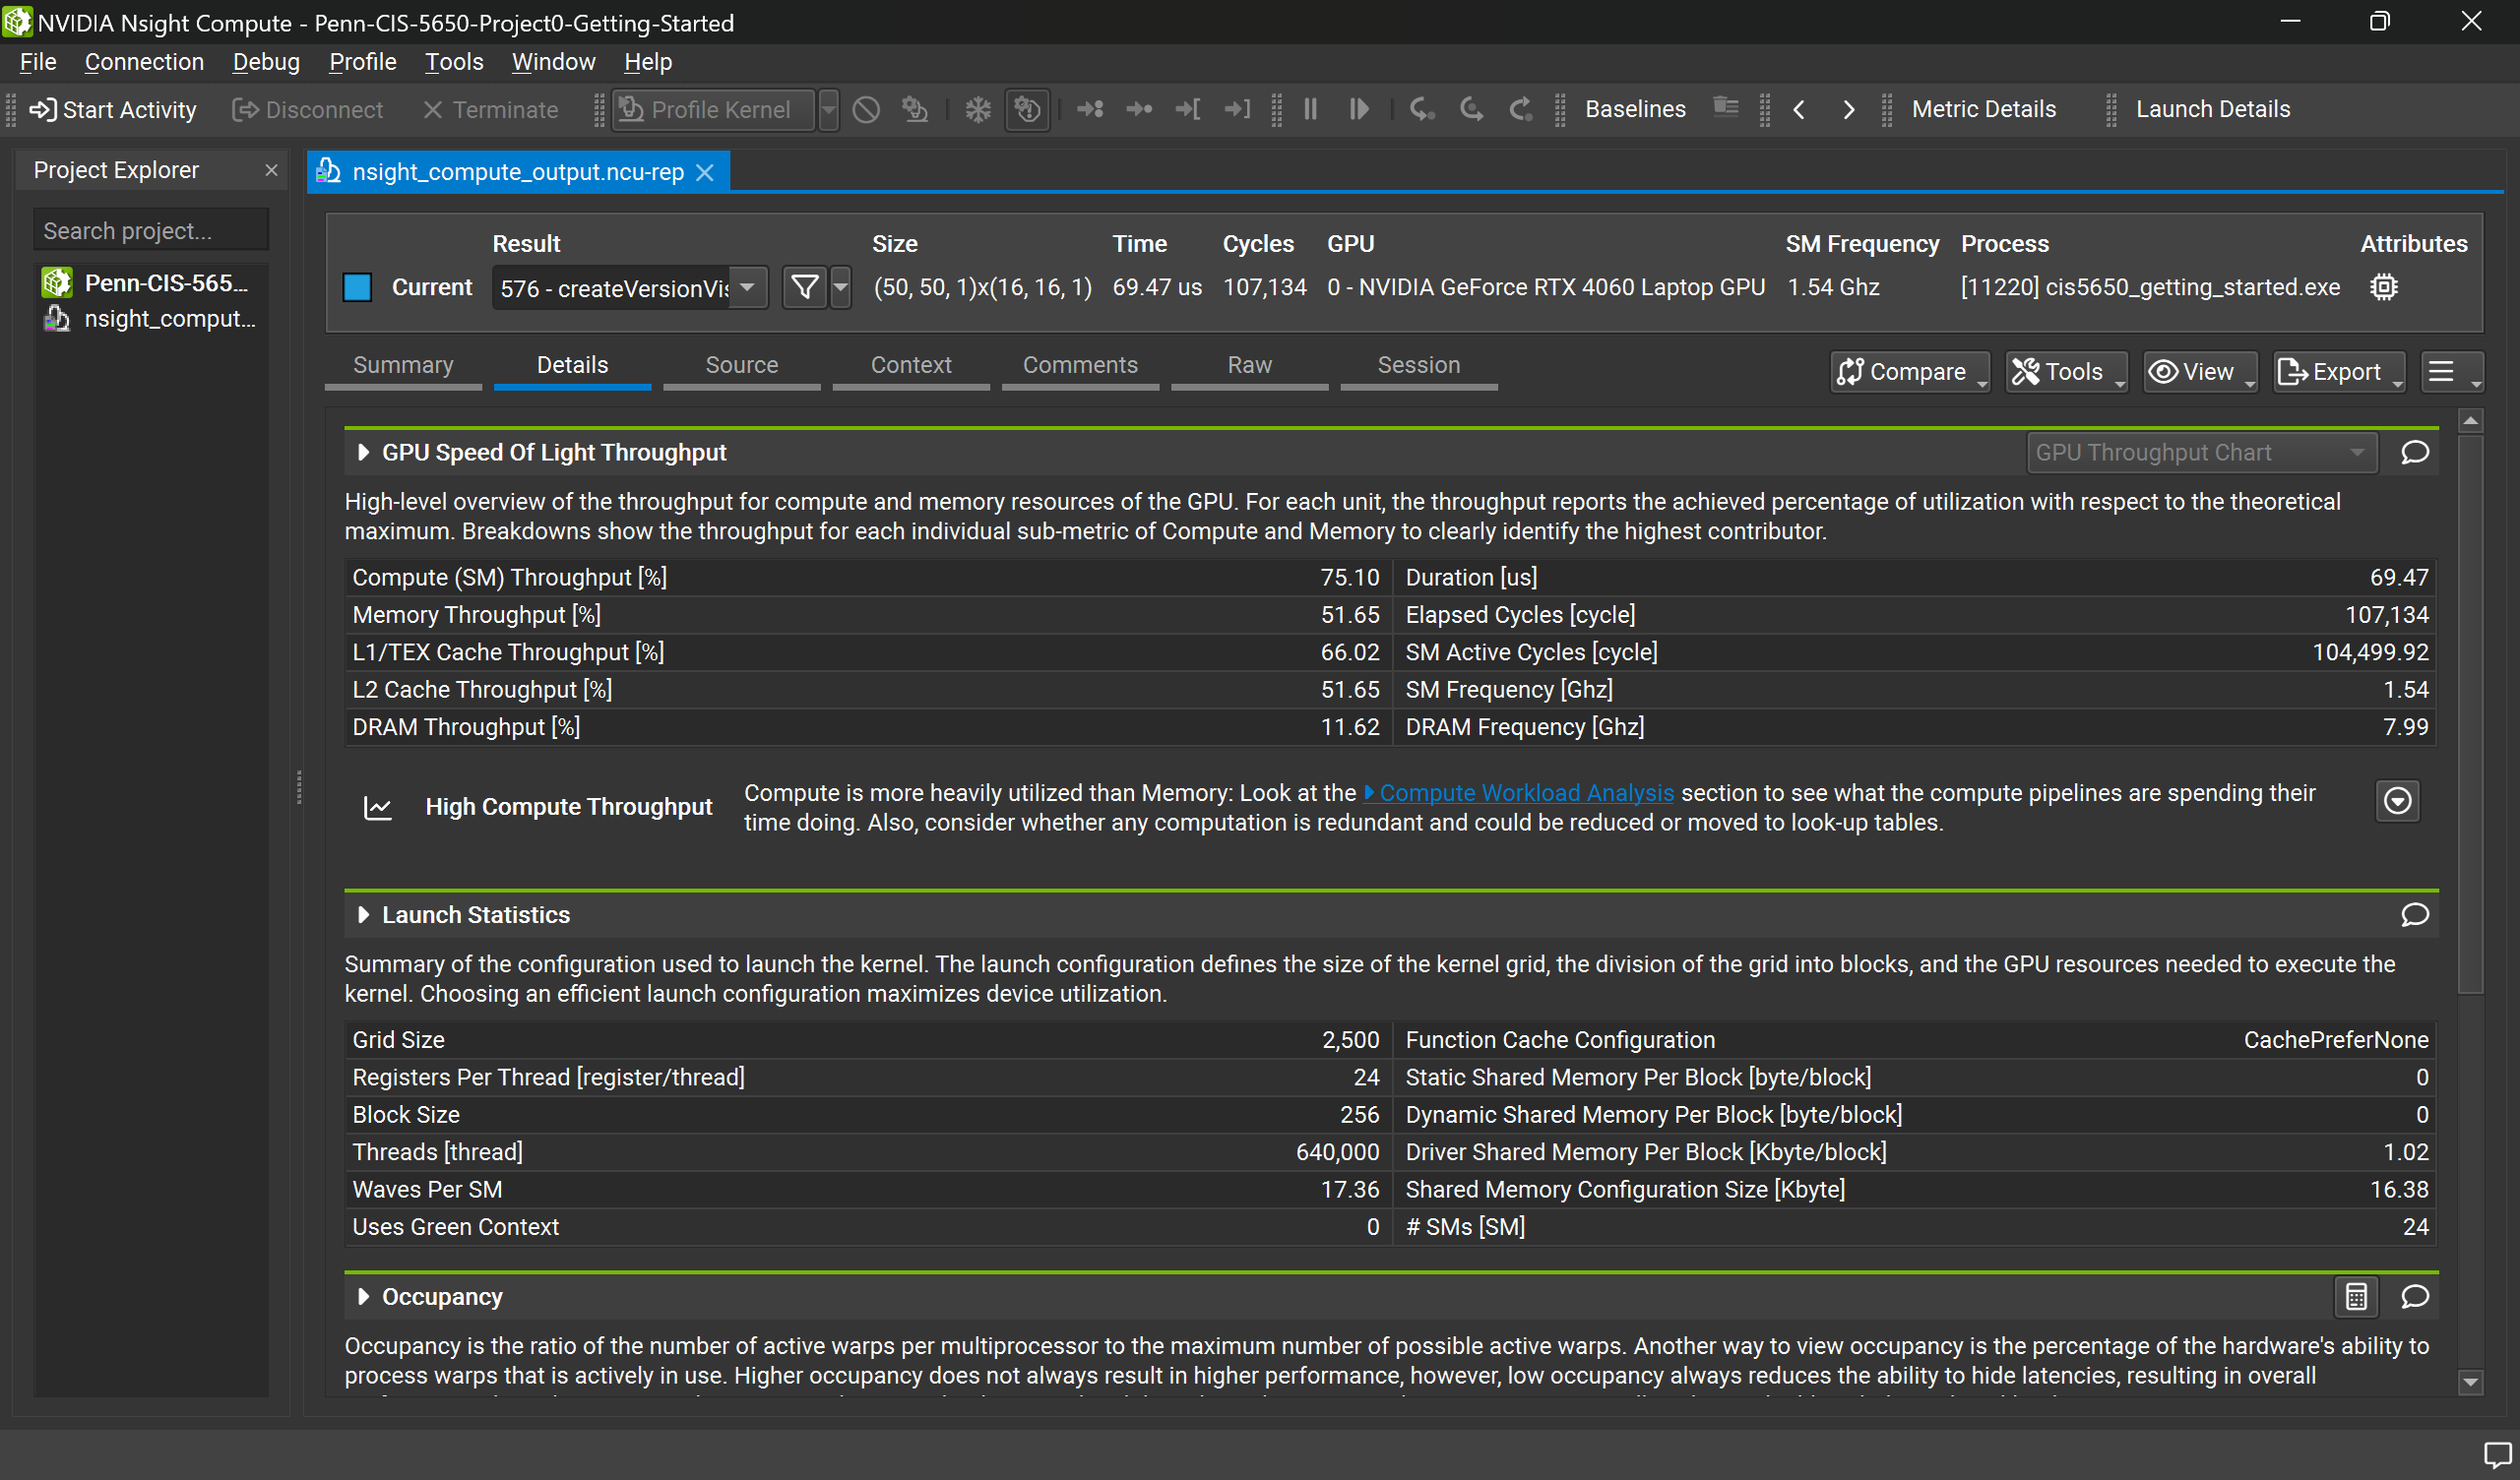 NVIDIA Nsight Compute - Penn-CIS-5650-Project0-Getting-Started
File Connection Debug Profile Tools Window Help
Start Activity Disconnect Terminate Profile Kernel Baselines Metric Details Launch Details
Project Explorer
Search project...
Penn-CIS-565...
nsight_comput...
nsight_compute_output.ncu-rep
Result Size Time Cycles GPU SM Frequency Process Attributes
Current 576 - createVersionVis (50, 50, 1)x(16, 16, 1) 69.47 us 107,134 0 - NVIDIA GeForce RTX 4060 Laptop GPU 1.54 Ghz [11220] cis5650_getting_started.exe
Summary Details Source Context Comments Raw Session Compare Tools View Export
GPU Speed Of Light Throughput GPU Throughput Chart
High-level overview of the throughput for compute and memory resources of the GPU. For each unit, the throughput reports the achieved percentage of utilization with respect to the theoretical
maximum. Breakdowns show the throughput for each individual sub-metric of Compute and Memory to clearly identify the highest contributor.
Compute (SM) Throughput [%] 75.10 Duration [us] 69.47
Memory Throughput [%] 51.65 Elapsed Cycles [cycle] 107,134
L1/TEX Cache Throughput [%] 66.02 SM Active Cycles [cycle] 104,499.92
L2 Cache Throughput [%] 51.65 SM Frequency [Ghz] 1.54
DRAM Throughput [%] 11.62 DRAM Frequency [Ghz] 7.99
High Compute Throughput
Compute is more heavily utilized than Memory: Look at the Compute Workload Analysis section to see what the compute pipelines are spending their
time doing. Also, consider whether any computation is redundant and could be reduced or moved to look-up tables.
Launch Statistics
Summary of the configuration used to launch the kernel. The launch configuration defines the size of the kernel grid, the division of the grid into blocks, and the GPU resources needed to execute the
kernel. Choosing an efficient launch configuration maximizes device utilization.
Grid Size 2,500 Function Cache Configuration CachePreferNone
Registers Per Thread [register/thread] 24 Static Shared Memory Per Block [byte/block] 0
Block Size 256 Dynamic Shared Memory Per Block [byte/block] 0
Threads [thread] 640,000 Driver Shared Memory Per Block [Kbyte/block] 1.02
Waves Per SM 17.36 Shared Memory Configuration Size [Kbyte] 16.38
Uses Green Context 0 # SMs [SM] 24
Occupancy
Occupancy is the ratio of the number of active warps per multiprocessor to the maximum number of possible active warps. Another way to view occupancy is the percentage of the hardware's ability to
process warps that is actively in use. Higher occupancy does not always result in higher performance, however, low occupancy always reduces the ability to hide latencies, resulting in overall